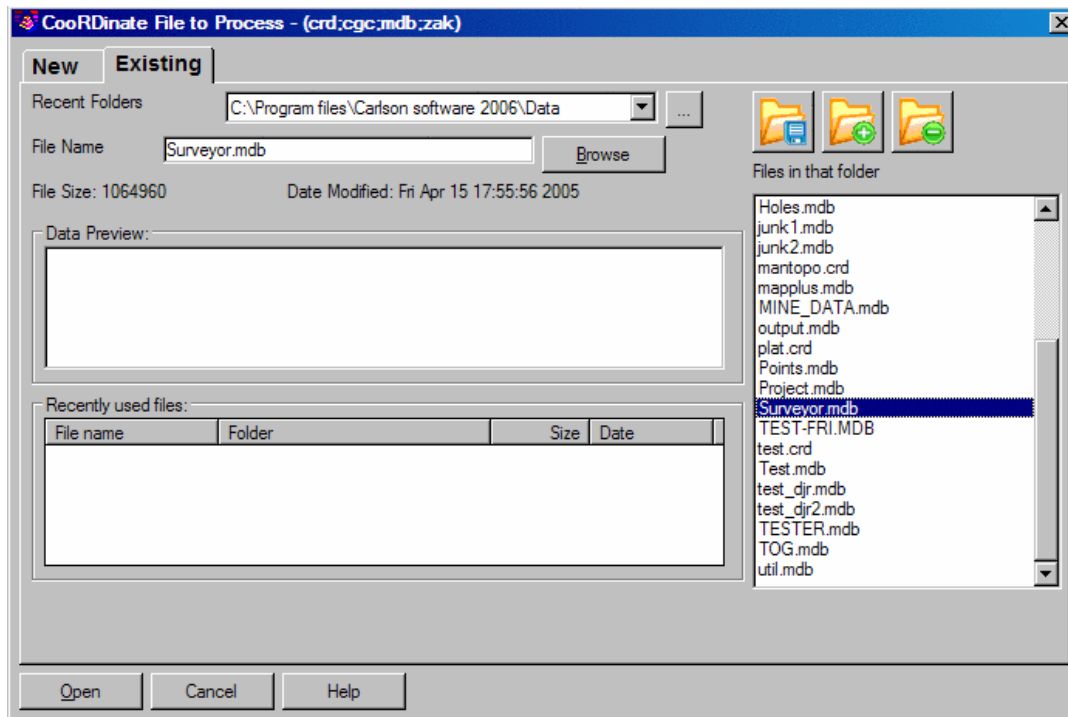 CooRDinate File to Process - (crd;cgc;mdb;zak)
New
Existing
Recent Folders
C:\Program files\Carlson software 2006\Data
...
File Name
Surveyor.mdb
Browse
File Size: 1064960
Date Modified: Fri Apr 15 17:55:56 2005
Data Preview:
Recently used files:
File name
Folder
Size
Date
Files in that folder
Holes.mdb
junk1.mdb
junk2.mdb
mantopo.crd
mapplus.mdb
MINE_DATA.mdb
output.mdb
plat.crd
Points.mdb
Project.mdb
Surveyor.mdb
TEST-FRI.MDB
test.crd
Test.mdb
test_djr.mdb
test_djr2.mdb
TESTER.mdb
TOG.mdb
util.mdb
Open
Cancel
Help